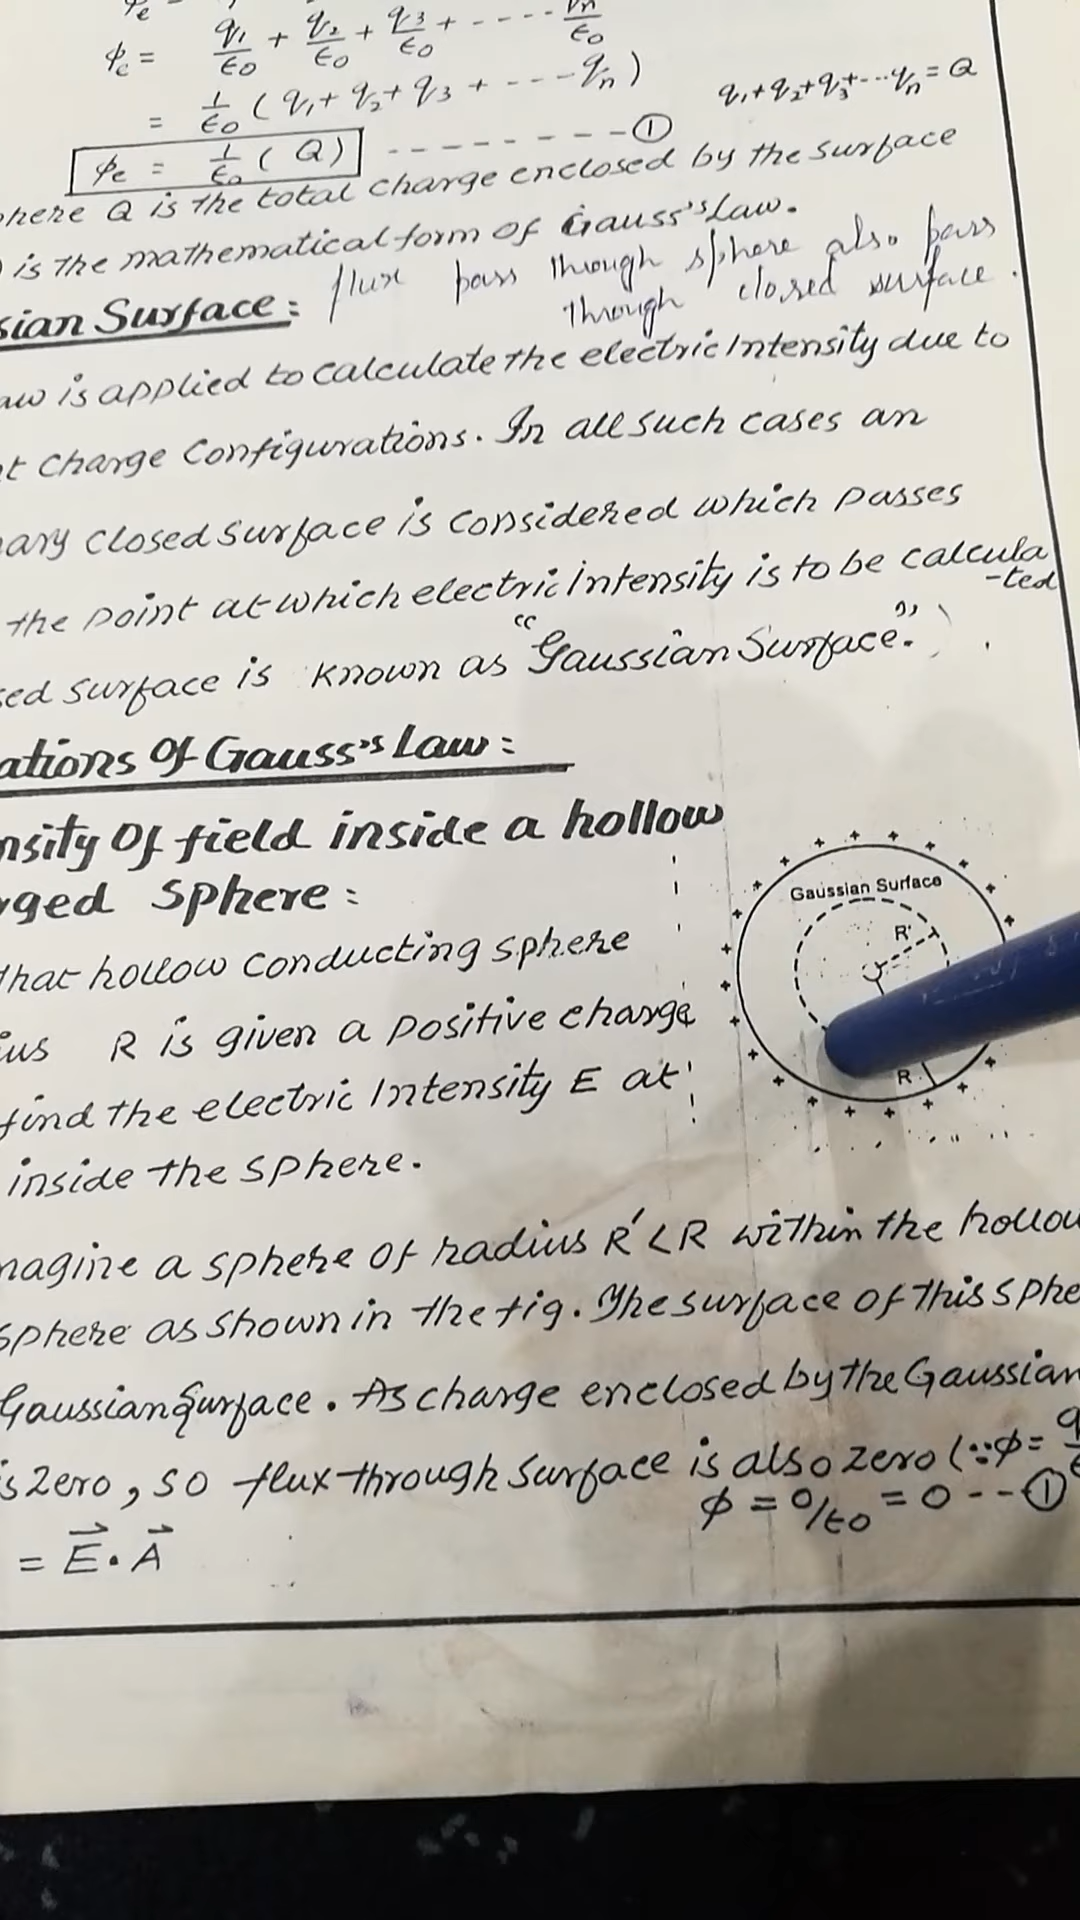 ϕe =
ϕe = q1/ε0 + q2/ε0 + q3/ε0 + - - - - qn/ε0
= 1/ε0 ( q1+ q2+ q3 + - - - qn) q1+q2+q3+---qn = Q
ϕe = 1/ε0 ( Q) - - - - - - - ①
where Q is the total charge enclosed by the surface
is the mathematical form of Gauss's Law.
flux pass through sphere also pass
through closed surface.
sian Surface:
aw is applied to calculate the electric Intensity due to
t charge configurations. In all such cases an
ary closed surface is considered which passes
the point at which electric intensity is to be calcula
-ted
sed surface is known as "Gaussian Surface."
ations Of Gauss's Law:
nsity Of field inside a hollow
rged sphere:
Gaussian Surface
R'
R
that hollow conducting sphere
ius R is given a positive charge
find the electric Intensity E at
inside the sphere.
magine a sphere of radius R′ < R within the hollow
sphere as shown in the fig. The surface of this sphe
Gaussian Surface. As charge enclosed by the Gaussian
is zero, so flux through surface is also zero (∵ϕ= q/ε
ϕ = 0/ε0 = 0 - - ①
= E⃗ . A⃗